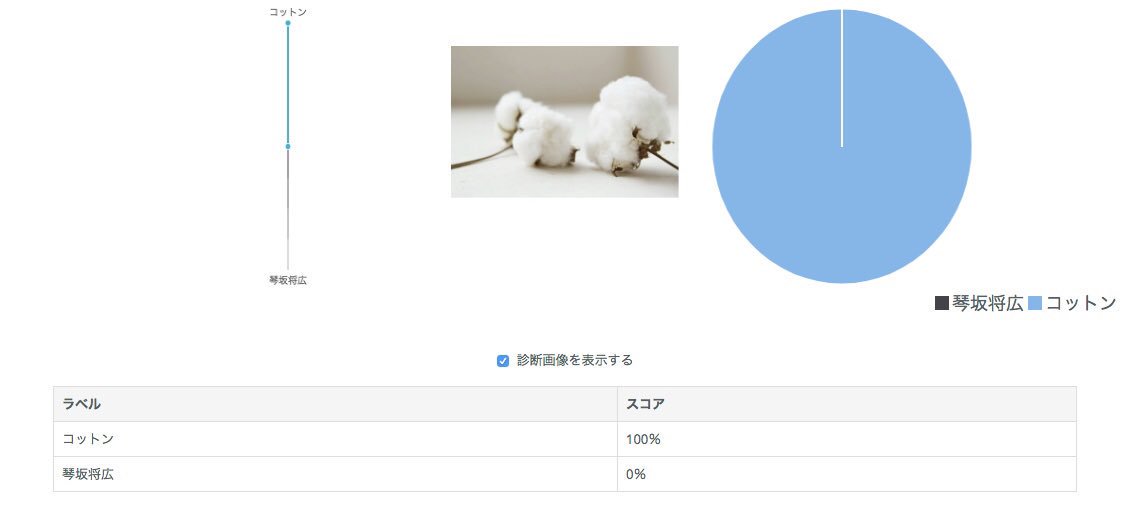 コットン
琴坂将広
琴坂将広 コットン
診断画像を表示する
ラベル スコア
コットン 100%
琴坂将広 0%